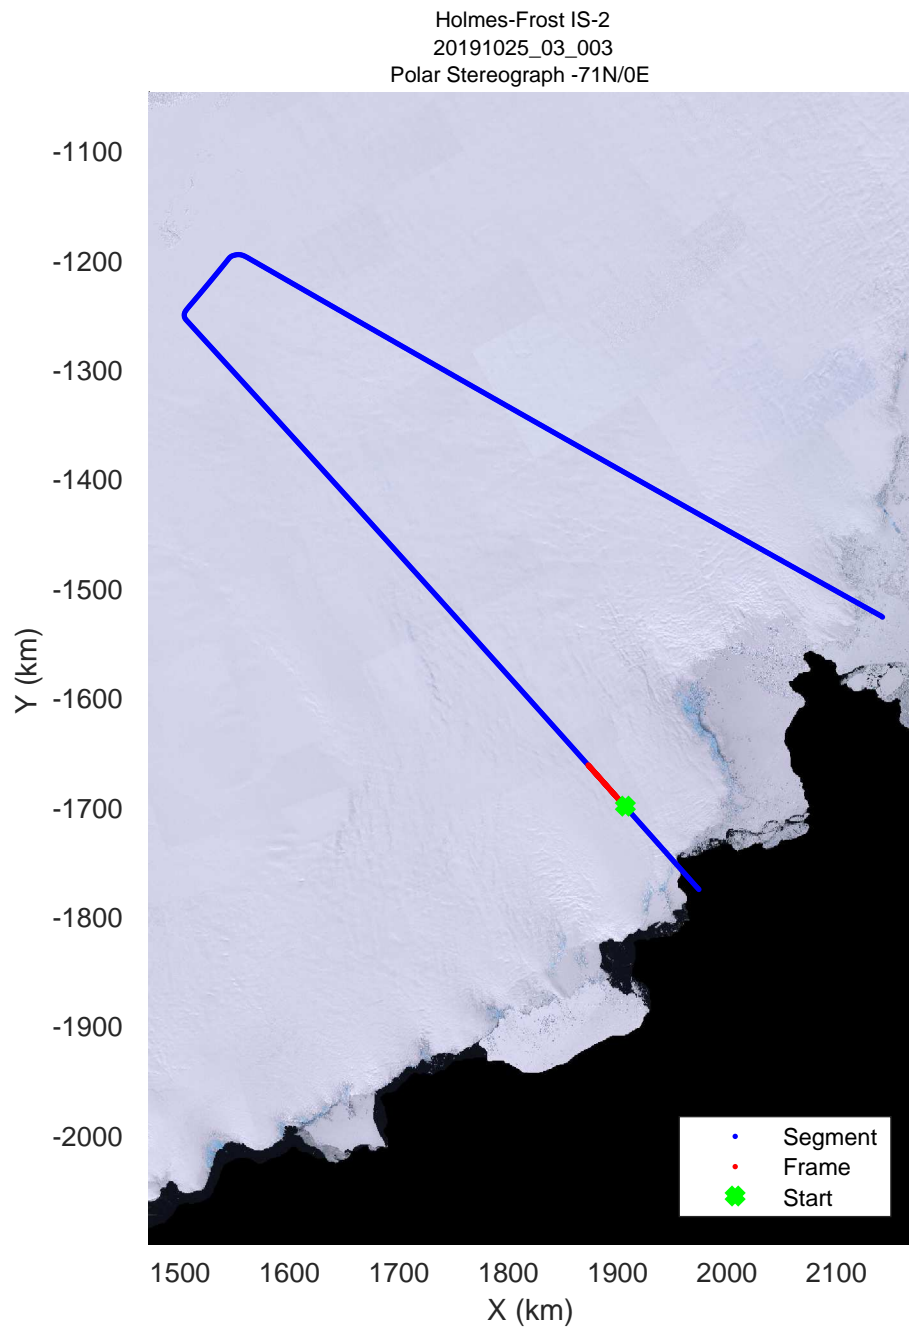 Holmes-Frost IS-2
20191025_03_003
Polar Stereograph -71N/0E
-1100
-1200
-1300
-1400
-1500
-1600
-1700
-1800
-1900
-2000
Y (km)
Segment
Frame
Start
1500 1600 1700 1800 1900 2000 2100
X (km)